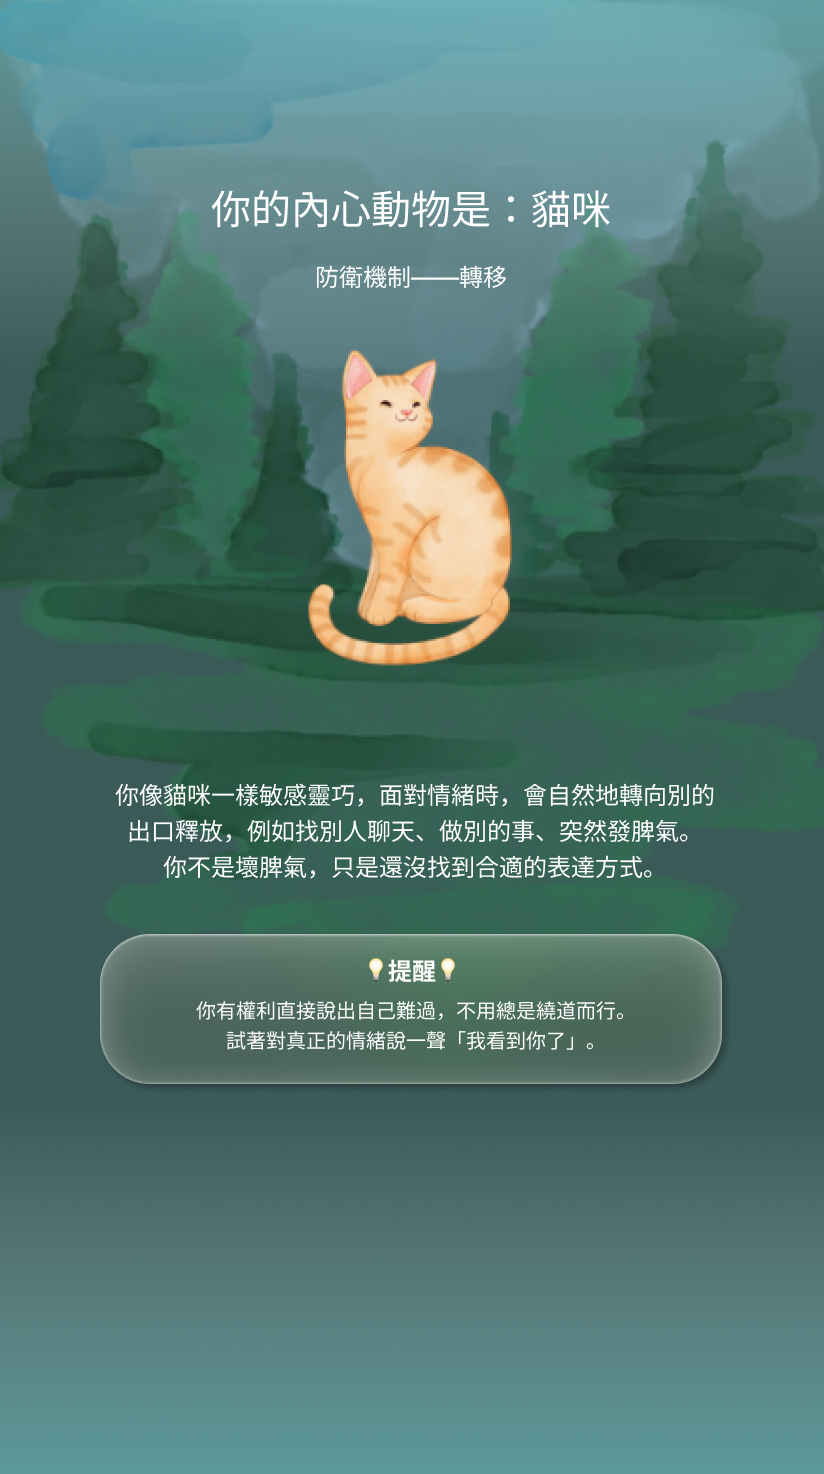 你的內心動物是：貓咪
防衛機制——轉移
你像貓咪一樣敏感靈巧，面對情緒時，會自然地轉向別的
出口釋放，例如找別人聊天、做別的事、突然發脾氣。
你不是壞脾氣，只是還沒找到合適的表達方式。
💡提醒💡
你有權利直接說出自己難過，不用總是繞道而行。
試著對真正的情緒說一聲「我看到你了」。